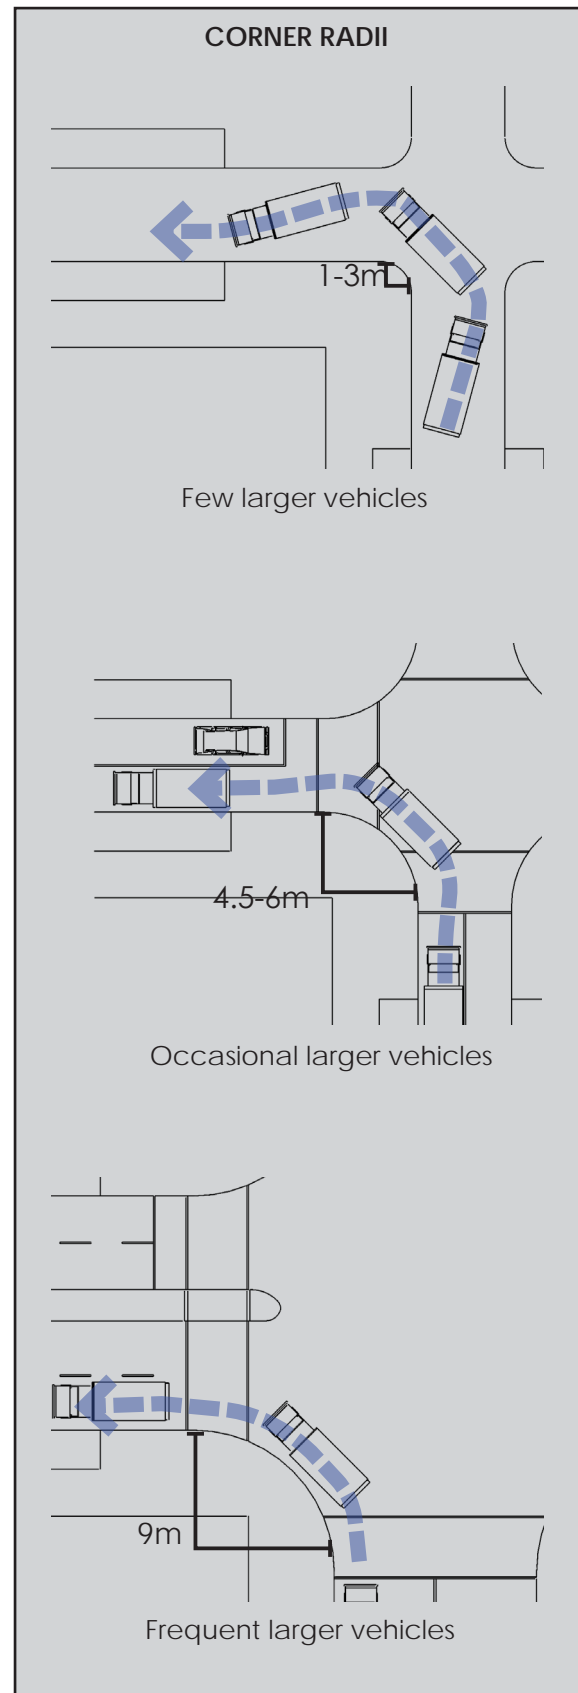 CORNER RADII
1-3m
Few larger vehicles
4.5-6m
Occasional larger vehicles
9m
Frequent larger vehicles